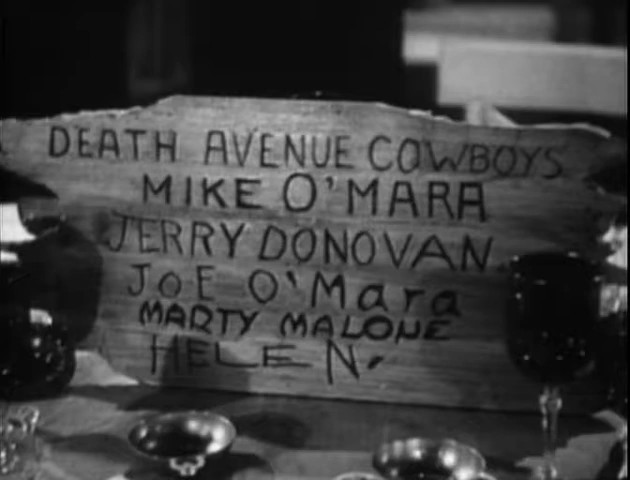 DEATH AVENUE COWBOYS
MIKE O'MARA
JERRY DONOVAN
JOE O'Mara
MARTY MALONE
HELEN.